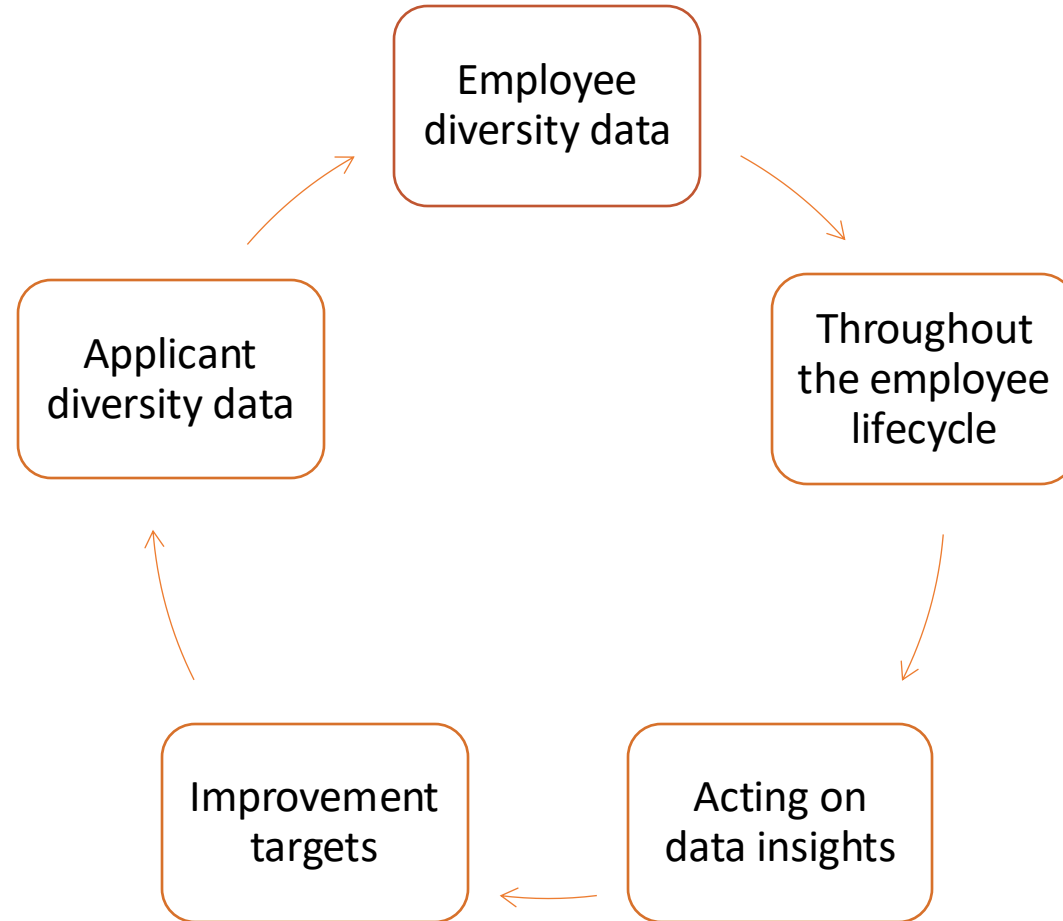 Employee
diversity data
Throughout
the employee
lifecycle
Acting on
data insights
Improvement
targets
Applicant
diversity data